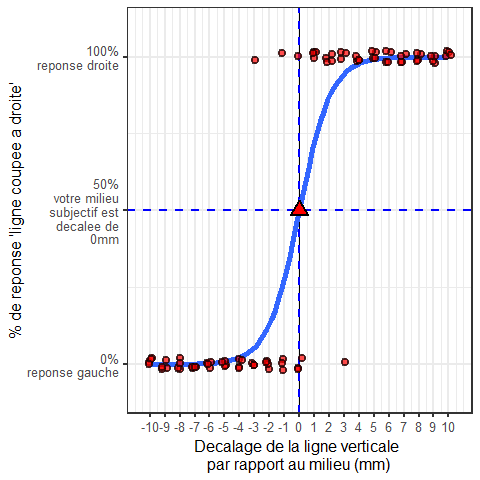 % de reponse 'ligne coupee a droite'
100%
reponse droite
50%
votre milieu
subjectif est
decalee de
0mm
0%
reponse gauche
-10 -9 -8 -7 -6 -5 -4 -3 -2 -1 0 1 2 3 4 5 6 7 8 9 10
Decalage de la ligne verticale
par rapport au milieu (mm)